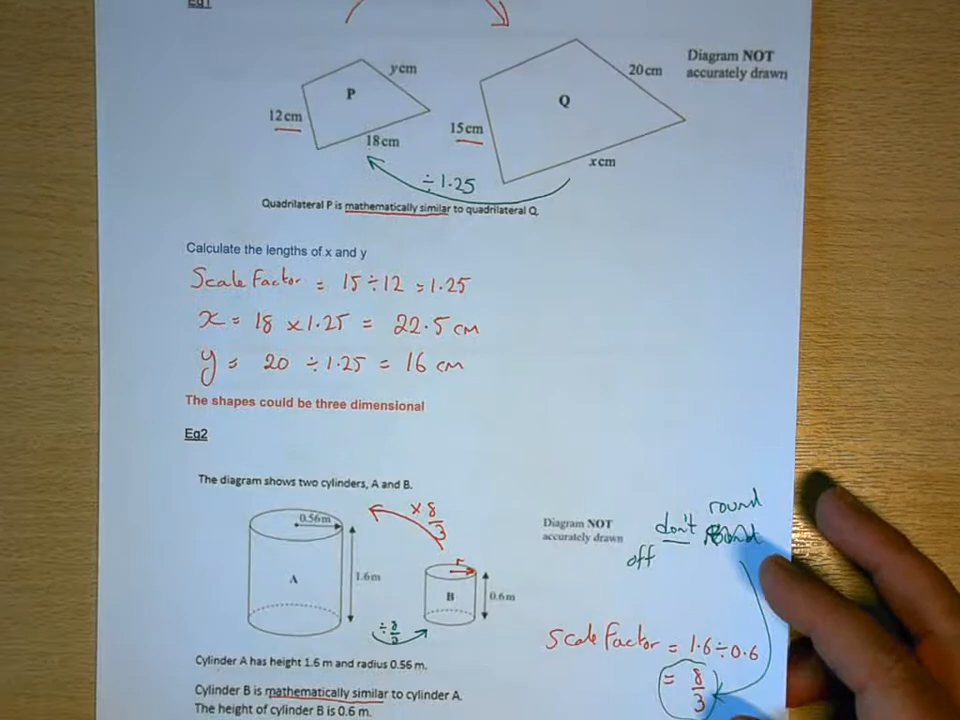 Eg1
y cm
20 cm
Diagram NOT
accurately drawn
P
Q
12 cm
15 cm
18 cm
x cm
÷ 1.25
Quadrilateral P is mathematically similar to quadrilateral Q.
Calculate the lengths of x and y
Scale Factor = 15 ÷ 12 = 1.25
x = 18 × 1.25 = 22.5 cm
y = 20 ÷ 1.25 = 16 cm
The shapes could be three dimensional
Eg2
The diagram shows two cylinders, A and B.
× 8/3
0.56m
Diagram NOT
accurately drawn
don't round
off
A
1.6m
r
B
0.6m
÷ 8/3
Scale Factor = 1.6 ÷ 0.6
= 8/3
Cylinder A has height 1.6 m and radius 0.56 m.
Cylinder B is mathematically similar to cylinder A.
The height of cylinder B is 0.6 m.